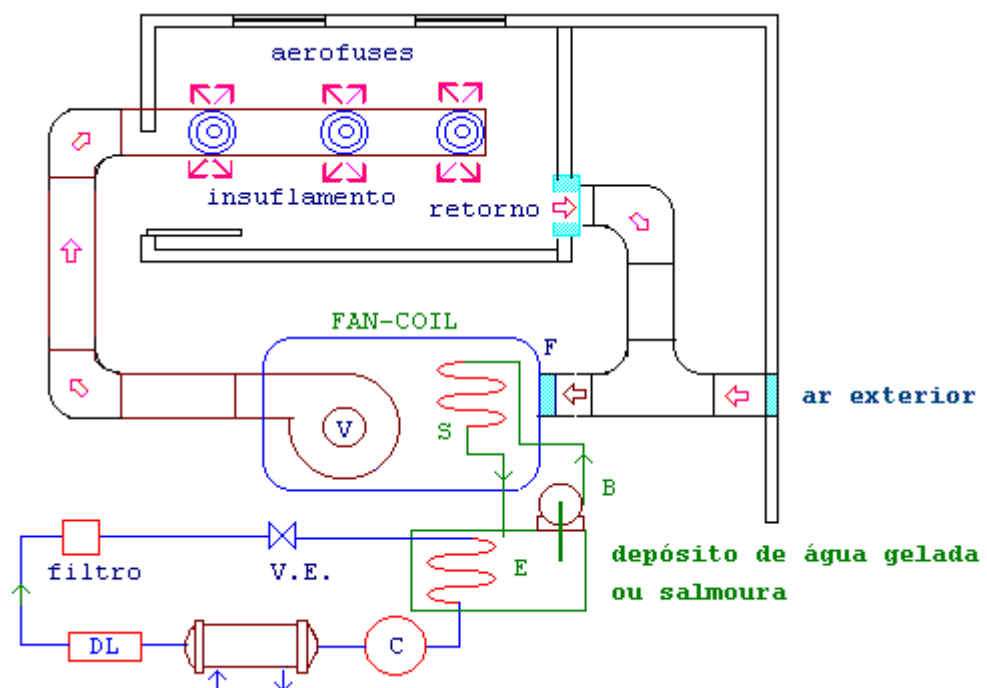 aerofuses
insuflamento
retorno
FAN-COIL
F
ar exterior
V
S
B
filtro
V.E.
E
depósito de água gelada
ou salmoura
DL
C